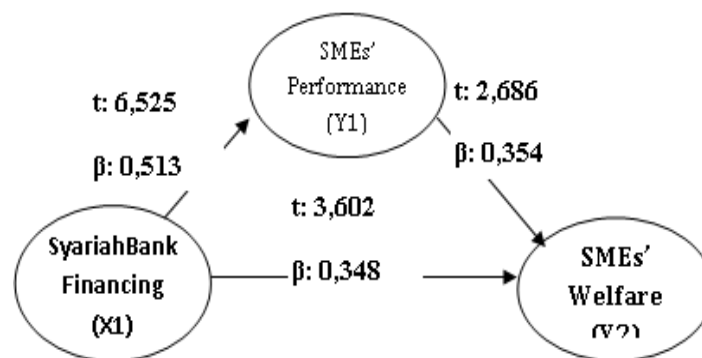 SMEs'
Performance
(Y1)
t: 6,525
t: 2,686
β: 0,513
β: 0,354
t: 3,602
β: 0,348
SyariahBank
Financing
(X1)
SMEs'
Welfare
(Y2)